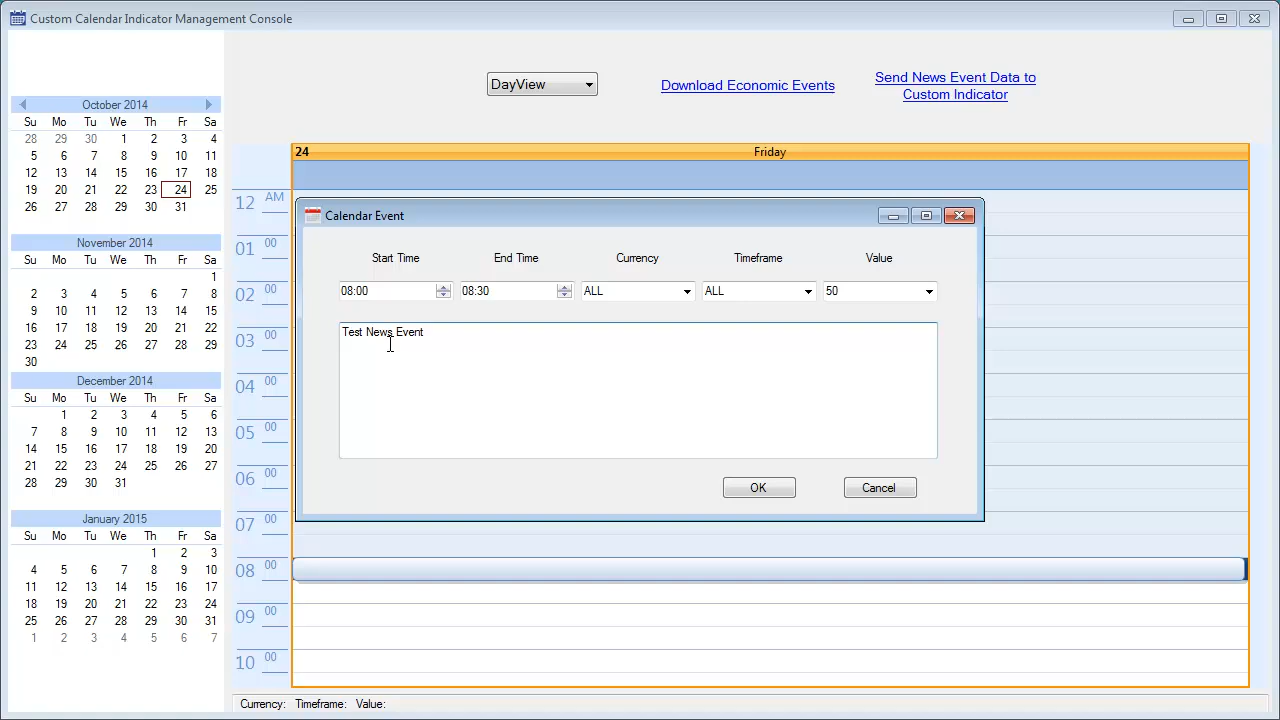 Custom Calendar Indicator Management Console
October 2014
Su Mo Tu We Th Fr Sa
28 29 30 1 2 3 4
5 6 7 8 9 10 11
12 13 14 15 16 17 18
19 20 21 22 23 24 25
26 27 28 29 30 31
November 2014
Su Mo Tu We Th Fr Sa
1
2 3 4 5 6 7 8
9 10 11 12 13 14 15
16 17 18 19 20 21 22
23 24 25 26 27 28 29
30
December 2014
Su Mo Tu We Th Fr Sa
1 2 3 4 5 6
7 8 9 10 11 12 13
14 15 16 17 18 19 20
21 22 23 24 25 26 27
28 29 30 31
January 2015
Su Mo Tu We Th Fr Sa
1 2 3
4 5 6 7 8 9 10
11 12 13 14 15 16 17
18 19 20 21 22 23 24
25 26 27 28 29 30 31
1 2 3 4 5 6 7
DayView
Download Economic Events
Send News Event Data to
Custom Indicator
24 Friday
12 AM
01 00
02 00
03 00
04 00
05 00
06 00
07 00
08 00
09 00
10 00
Calendar Event
Start Time End Time Currency Timeframe Value
08:00 08:30 ALL ALL 50
Test News Event
OK Cancel
Currency: Timeframe: Value: